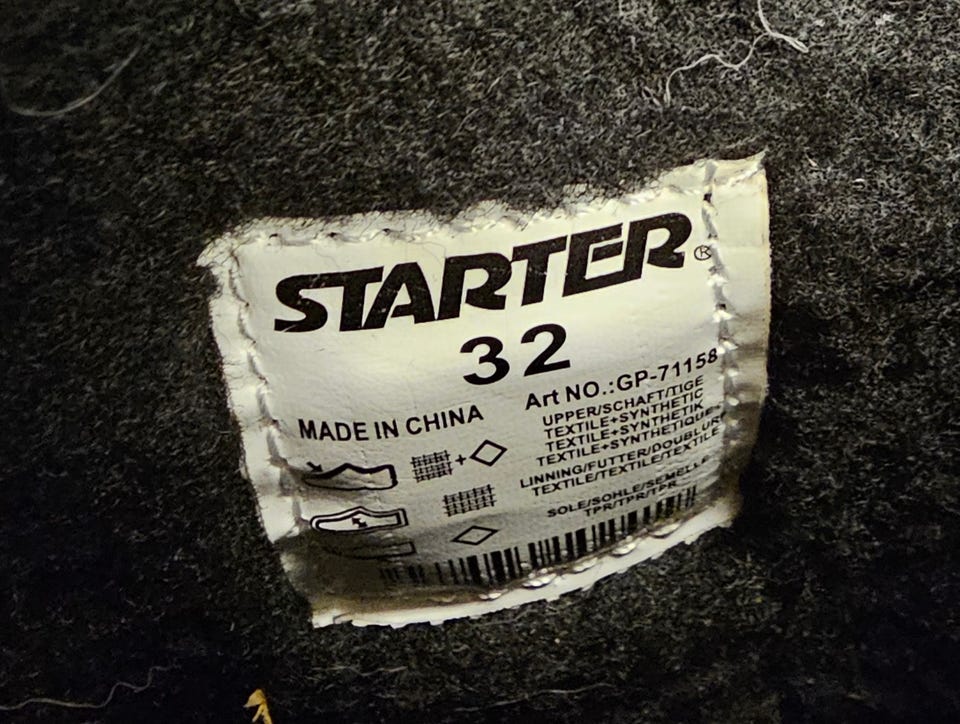 STARTER®
32
Art NO.:GP-71158
MADE IN CHINA
UPPER/SCHAFT/TIGE
TEXTILE+SYNTHETIC
TEXTILE+SYNTHETIK
TEXTILE+SYNTHETIQUE
LINNING/FUTTER/DOUBLURE
TEXTILE/TEXTILE/TEXTILE
SOLE/SOHLE/SEMELLE
TPR/TPR/TPR